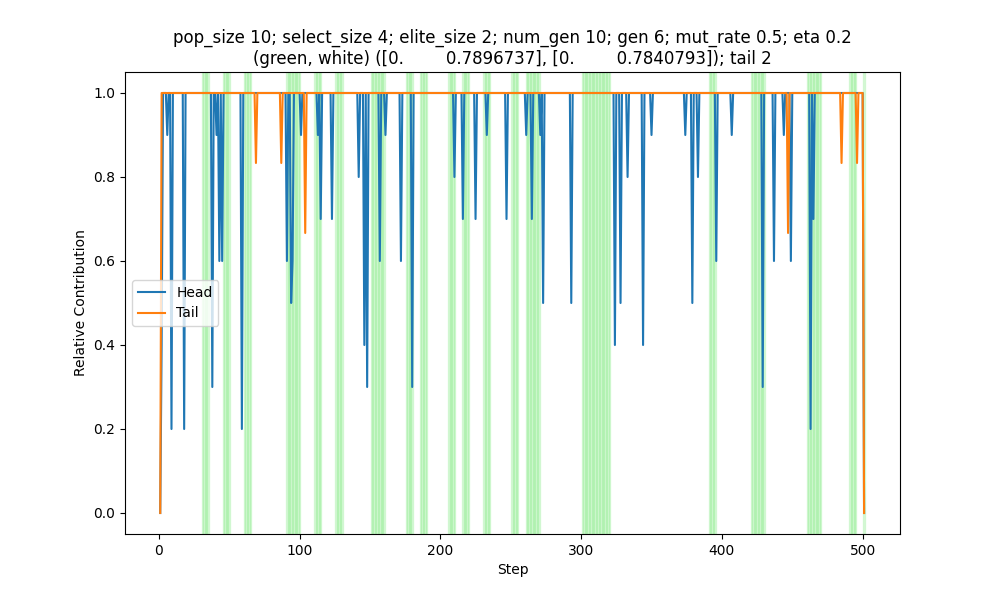 pop_size 10; select_size 4; elite_size 2; num_gen 10; gen 6; mut_rate 0.5; eta 0.2
(green, white) ([0.         0.7896737], [0.         0.7840793]); tail 2
1.0
0.8
0.6
0.4
0.2
0.0
Relative Contribution
Head
Tail
0
100
200
300
400
500
Step